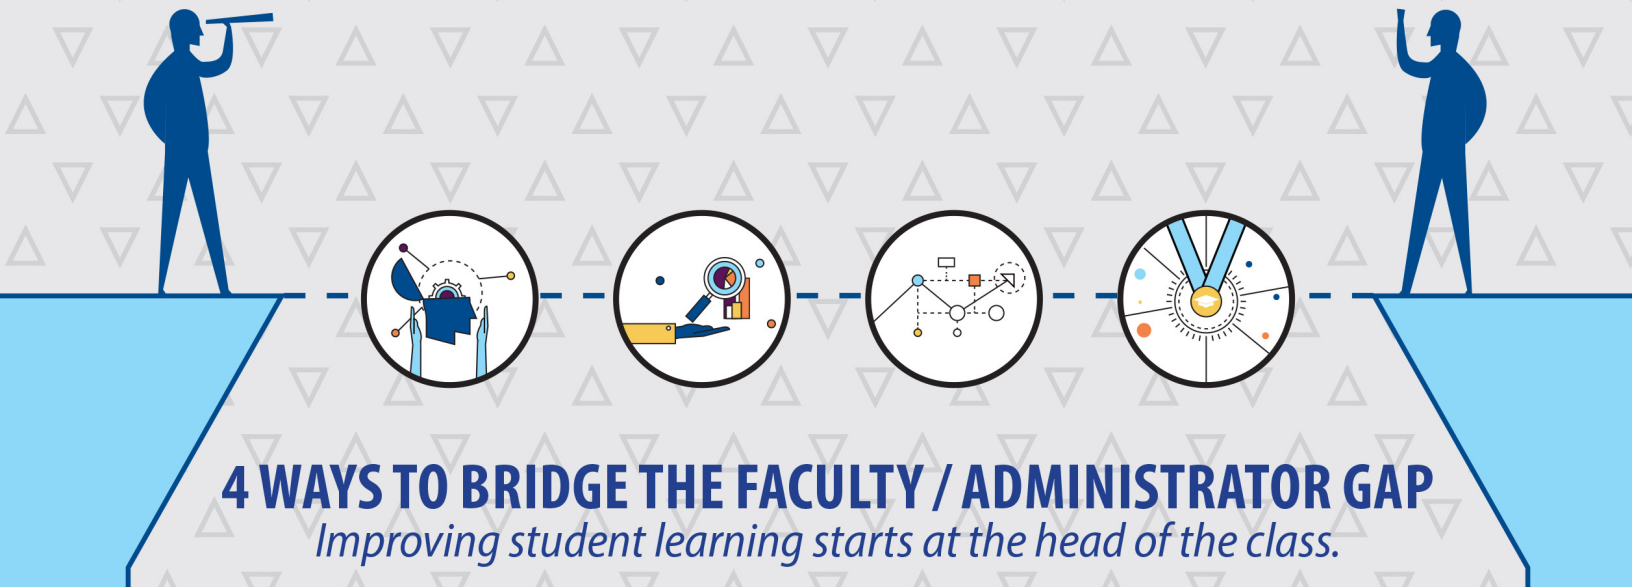 4 WAYS TO BRIDGE THE FACULTY / ADMINISTRATOR GAP
Improving student learning starts at the head of the class.